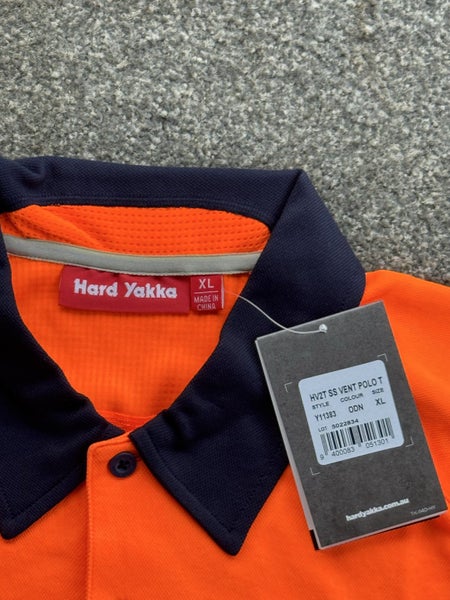 Hard Yakka
XL
MADE IN
CHINA
HV2T SS VENT POLO T
STYLE COLOUR SIZE
Y11383 ODN XL
LOT 5022834
9 400083 051301
hardyakka.com.au